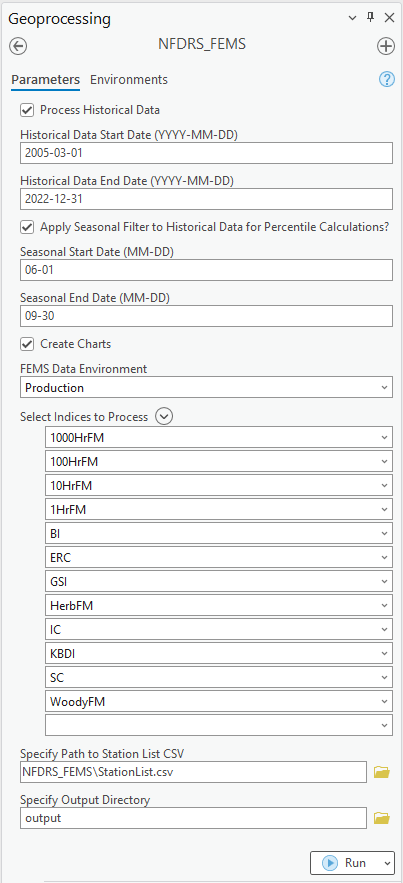 Geoprocessing
NFDRS_FEMS
Parameters Environments
?
Process Historical Data
Historical Data Start Date (YYYY-MM-DD)
2005-03-01
Historical Data End Date (YYYY-MM-DD)
2022-12-31
Apply Seasonal Filter to Historical Data for Percentile Calculations?
Seasonal Start Date (MM-DD)
06-01
Seasonal End Date (MM-DD)
09-30
Create Charts
FEMS Data Environment
Production
Select Indices to Process
1000HrFM
100HrFM
10HrFM
1HrFM
BI
ERC
GSI
HerbFM
IC
KBDI
SC
WoodyFM
Specify Path to Station List CSV
NFDRS_FEMS\StationList.csv
Specify Output Directory
output
Run